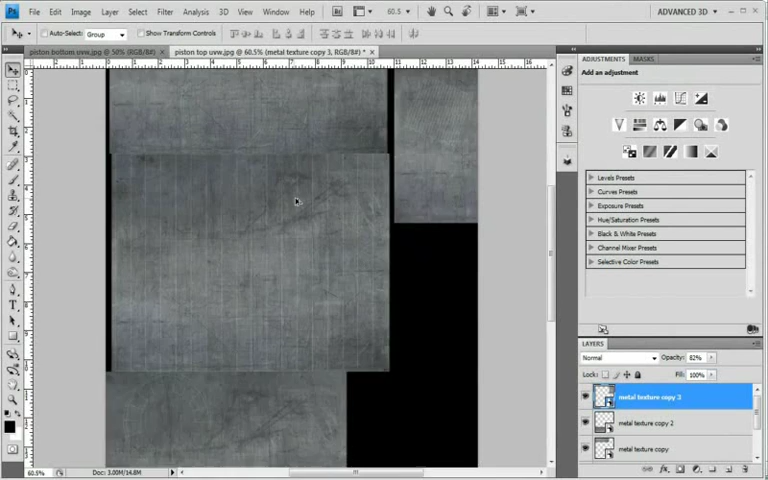 Ps File Edit Image Layer Select Filter Analysis 3D View Window Help 60.5 ADVANCED 3D
Auto-Select: Group Show Transform Controls
piston bottom uvw.jpg @ 50% (RGB/8#) × piston top uvw.jpg @ 60.5% (metal texture copy 3, RGB/8#) * ×
ADJUSTMENTS MASKS
Add an adjustment
Levels Presets
Curves Presets
Exposure Presets
Hue/Saturation Presets
Black & White Presets
Channel Mixer Presets
Selective Color Presets
LAYERS
Normal Opacity: 82%
Lock: Fill: 100%
metal texture copy 3
metal texture copy 2
metal texture copy
60.5% Doc: 3.00M/14.8M